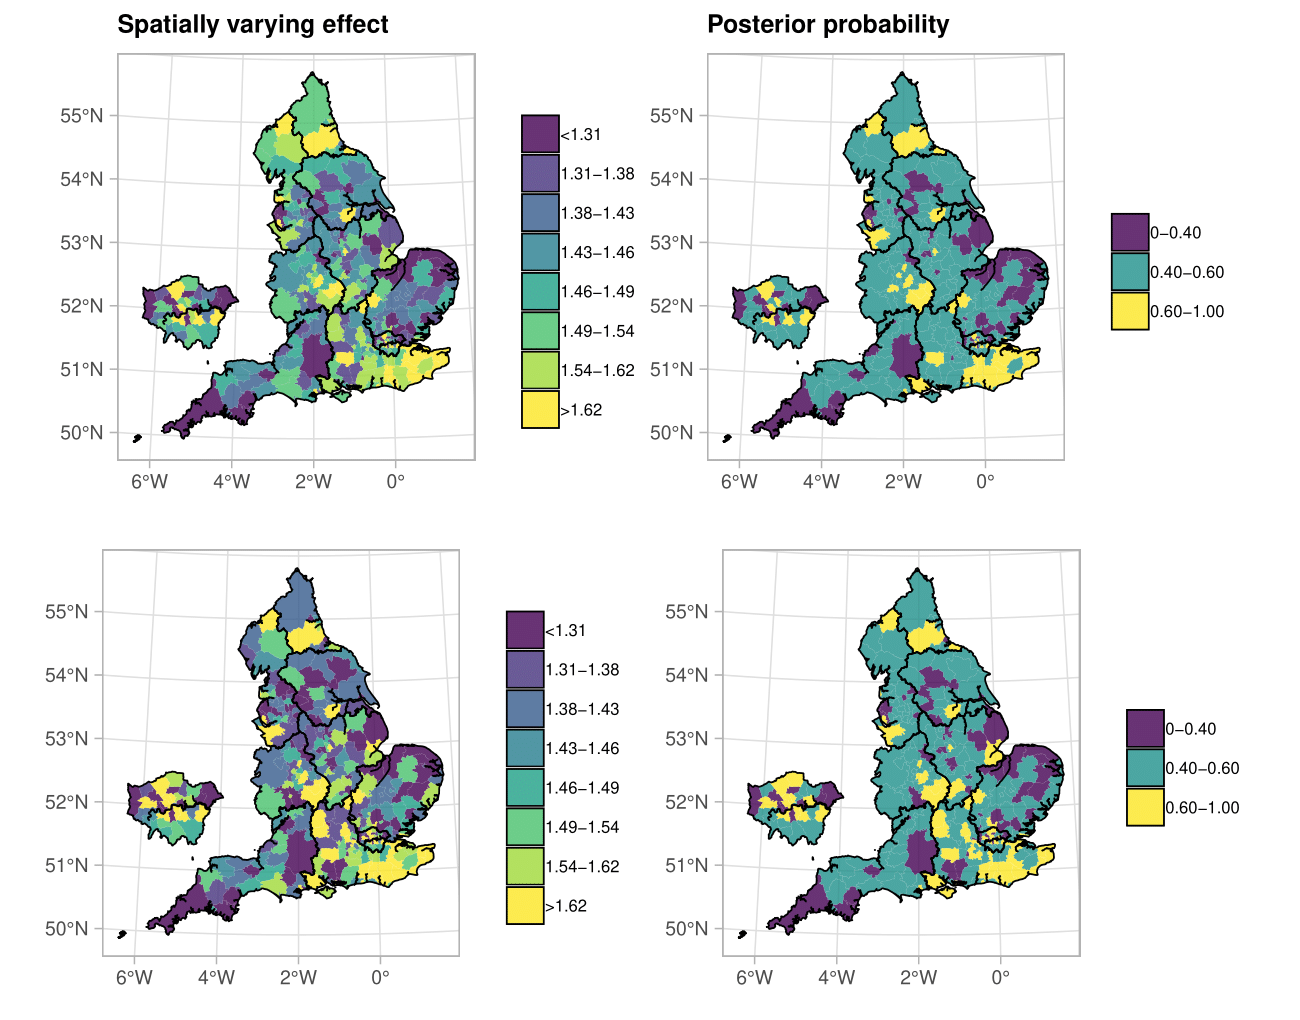 Spatially varying effect
Posterior probability
55°N
54°N
53°N
52°N
51°N
50°N
6°W 4°W 2°W 0°
<1.31
1.31−1.38
1.38−1.43
1.43−1.46
1.46−1.49
1.49−1.54
1.54−1.62
>1.62
55°N
54°N
53°N
52°N
51°N
50°N
6°W 4°W 2°W 0°
0−0.40
0.40−0.60
0.60−1.00
55°N
54°N
53°N
52°N
51°N
50°N
6°W 4°W 2°W 0°
<1.31
1.31−1.38
1.38−1.43
1.43−1.46
1.46−1.49
1.49−1.54
1.54−1.62
>1.62
55°N
54°N
53°N
52°N
51°N
50°N
6°W 4°W 2°W 0°
0−0.40
0.40−0.60
0.60−1.00